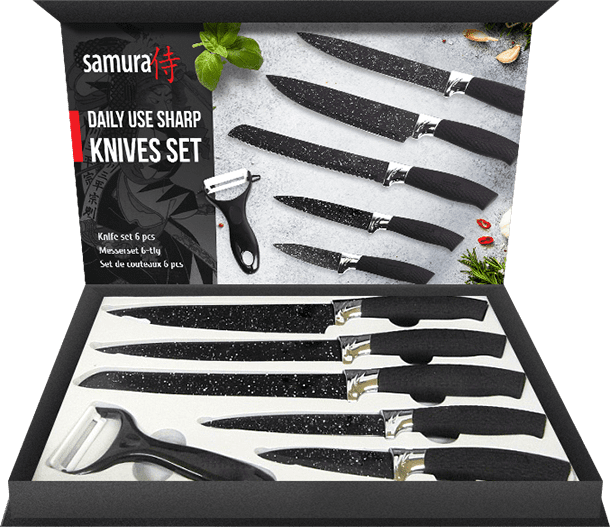 samura侍
DAILY USE SHARP
KNIVES SET
Knife set 6 pcs
Messerset 6-tlg
Set de couteaux 6 pcs